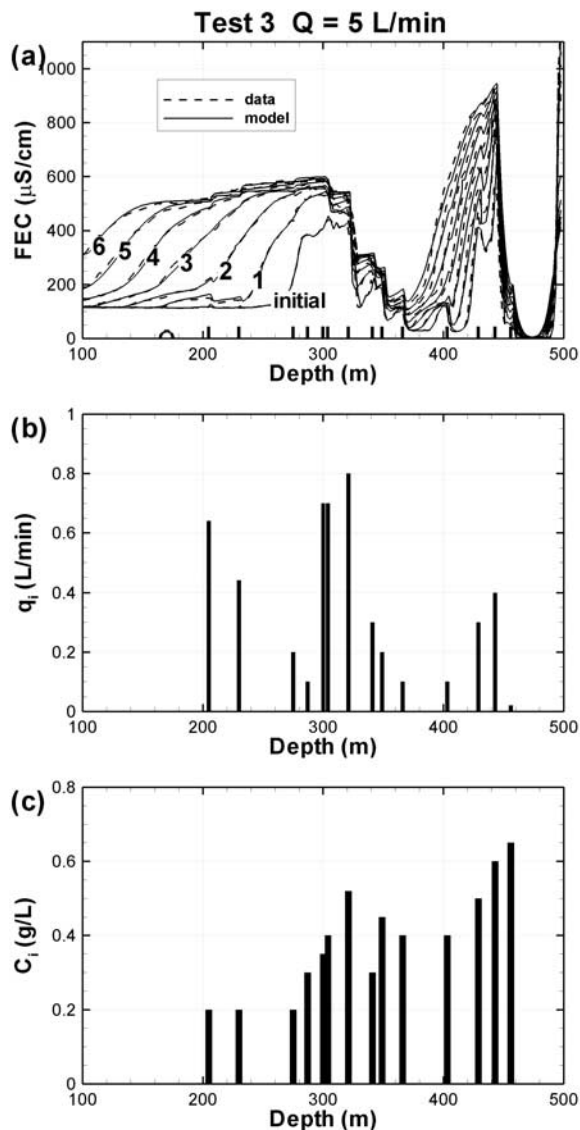 Test 3 Q = 5 L/min
(a)
FEC (μS/cm)
1000
800
600
400
200
0
data
model
6
5
4
3
2
1
initial
100
200
300
400
500
Depth (m)
(b)
q_i (L/min)
1
0.8
0.6
0.4
0.2
0
100
200
300
400
500
Depth (m)
(c)
C_i (g/L)
0.8
0.6
0.4
0.2
0
100
200
300
400
500
Depth (m)